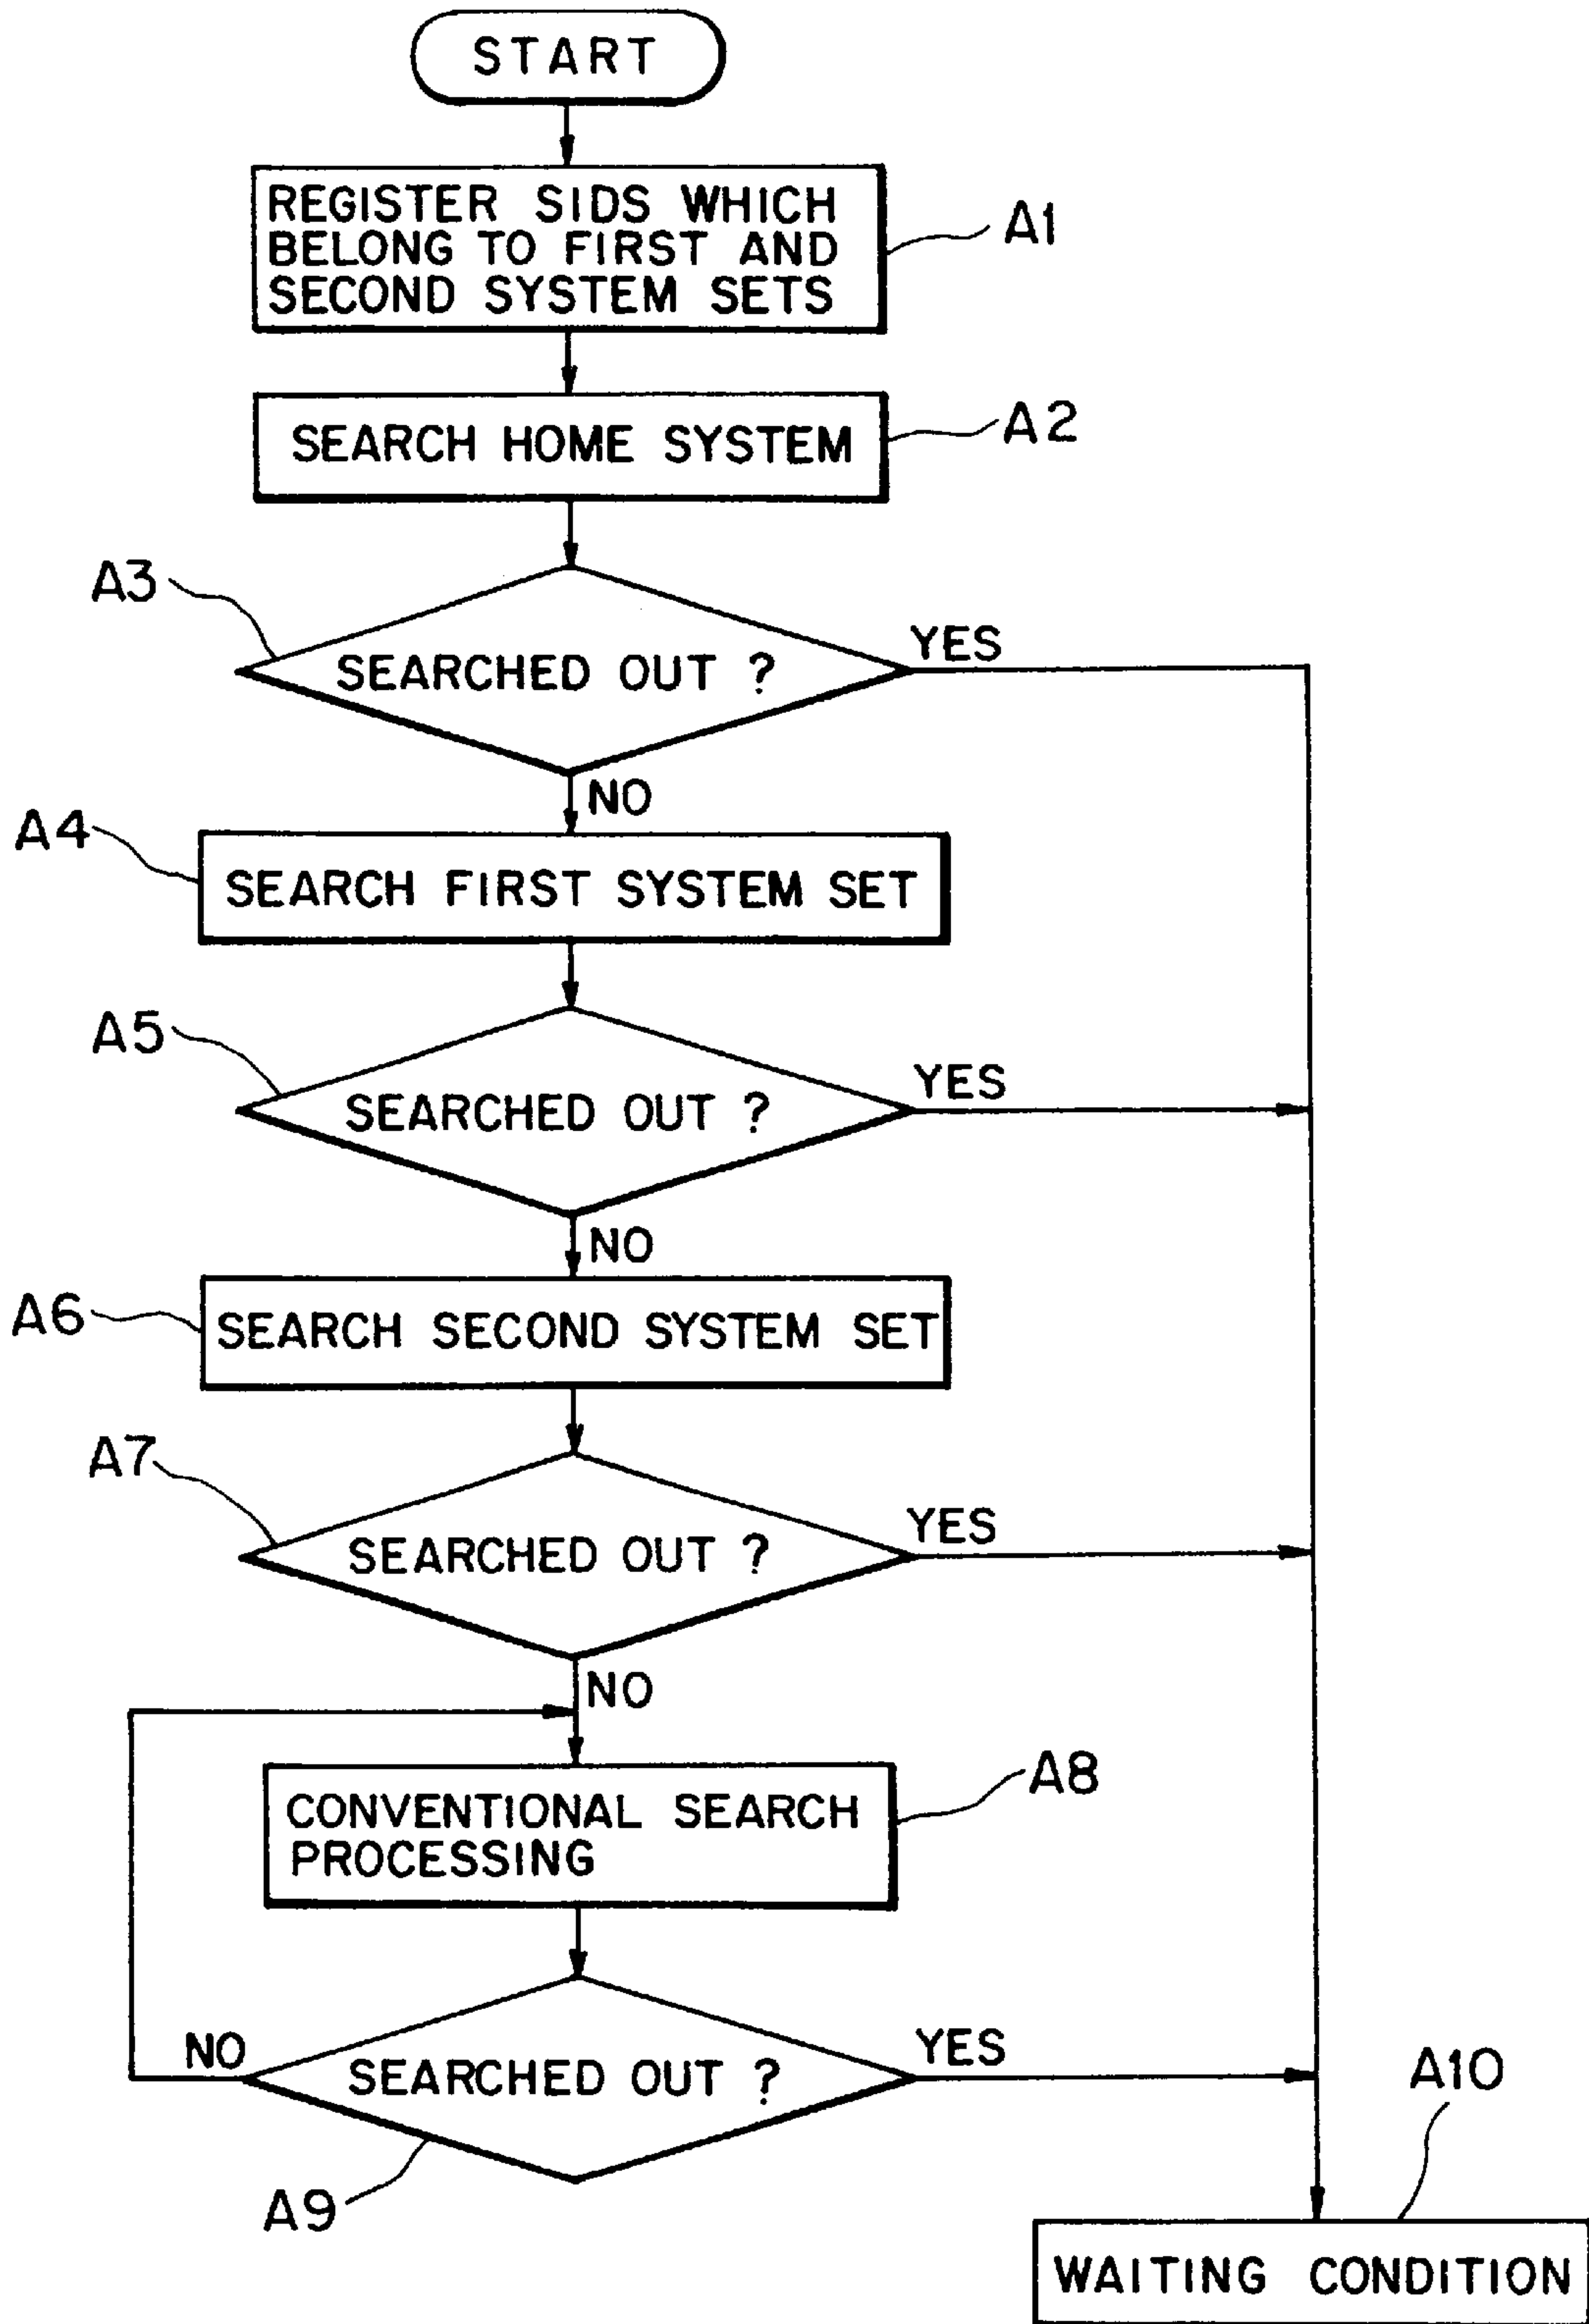 START
REGISTER SIDS WHICH
BELONG TO FIRST AND
SECOND SYSTEM SETS
A1
SEARCH HOME SYSTEM
A2
A3
SEARCHED OUT ?
YES
NO
A4
SEARCH FIRST SYSTEM SET
A5
SEARCHED OUT ?
YES
NO
A6
SEARCH SECOND SYSTEM SET
A7
SEARCHED OUT ?
YES
NO
CONVENTIONAL SEARCH
PROCESSING
A8
NO
SEARCHED OUT ?
YES
A9
A10
WAITING CONDITION